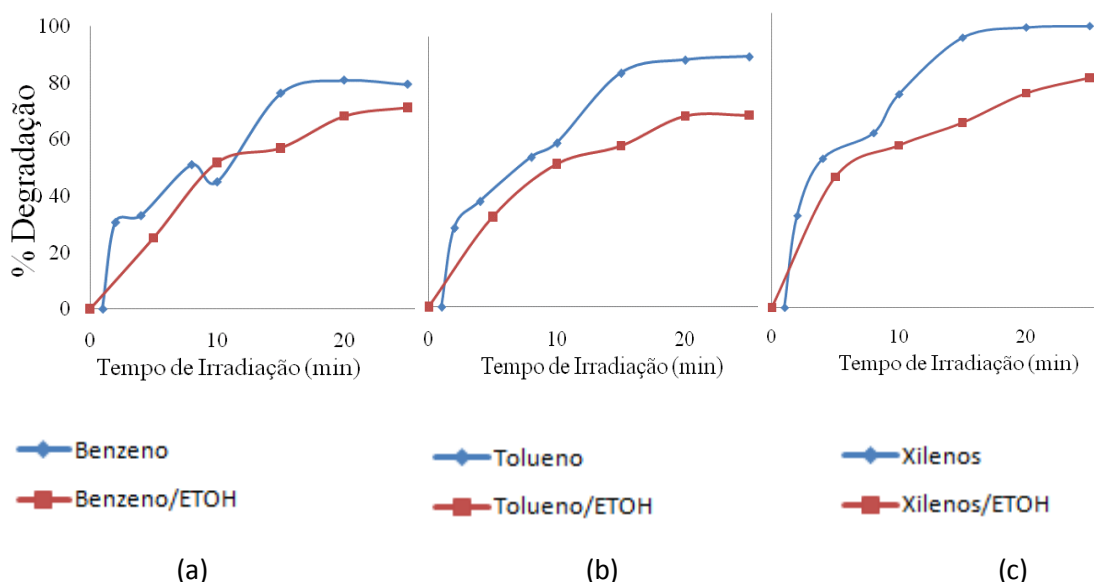 % Degradação
100
80
60
40
20
0
0 10 20
Tempo de Irradiação (min)
0 10 20
Tempo de Irradiação (min)
0 10 20
Tempo de Irradiação (min)
Benzeno
Benzeno/ETOH
Tolueno
Tolueno/ETOH
Xilenos
Xilenos/ETOH
(a) (b) (c)